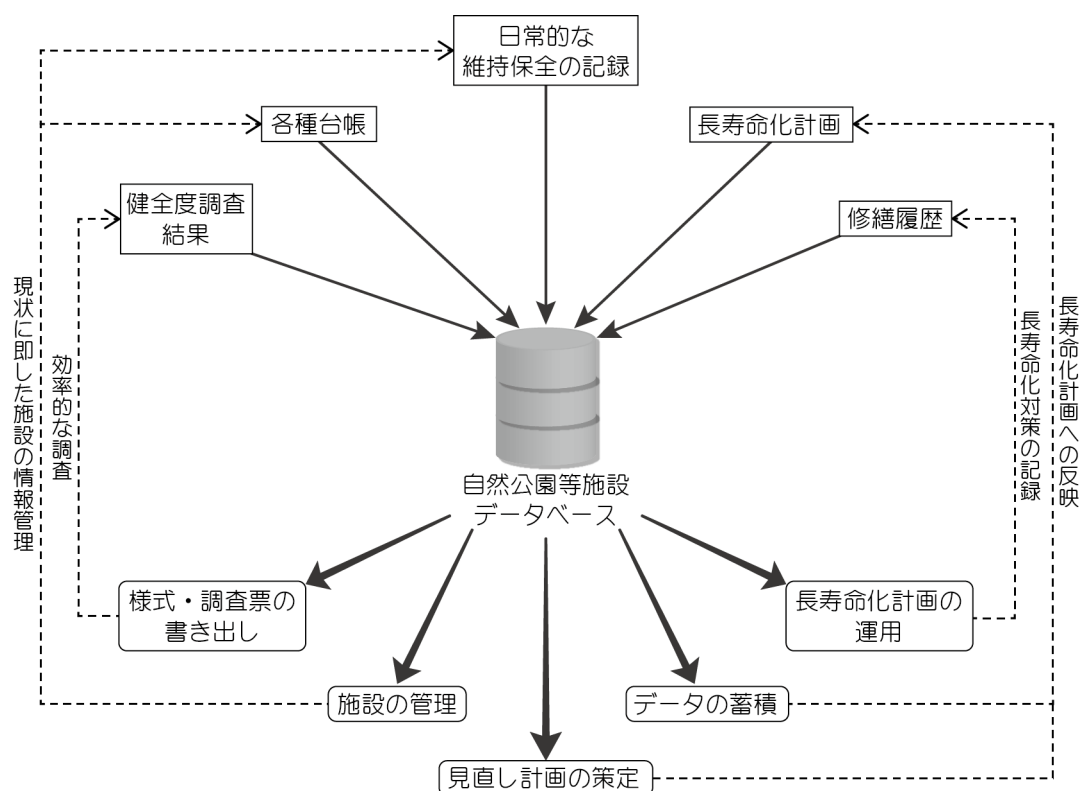 日常的な
維持保全の記録
各種台帳
長寿命化計画
健全度調査
結果
修繕履歴
現状に即した施設の情報管理
効率的な調査
長寿命化対策の記録
長寿命化計画への反映
自然公園等施設
データベース
様式・調査票の
書き出し
長寿命化計画の
運用
施設の管理
データの蓄積
見直し計画の策定